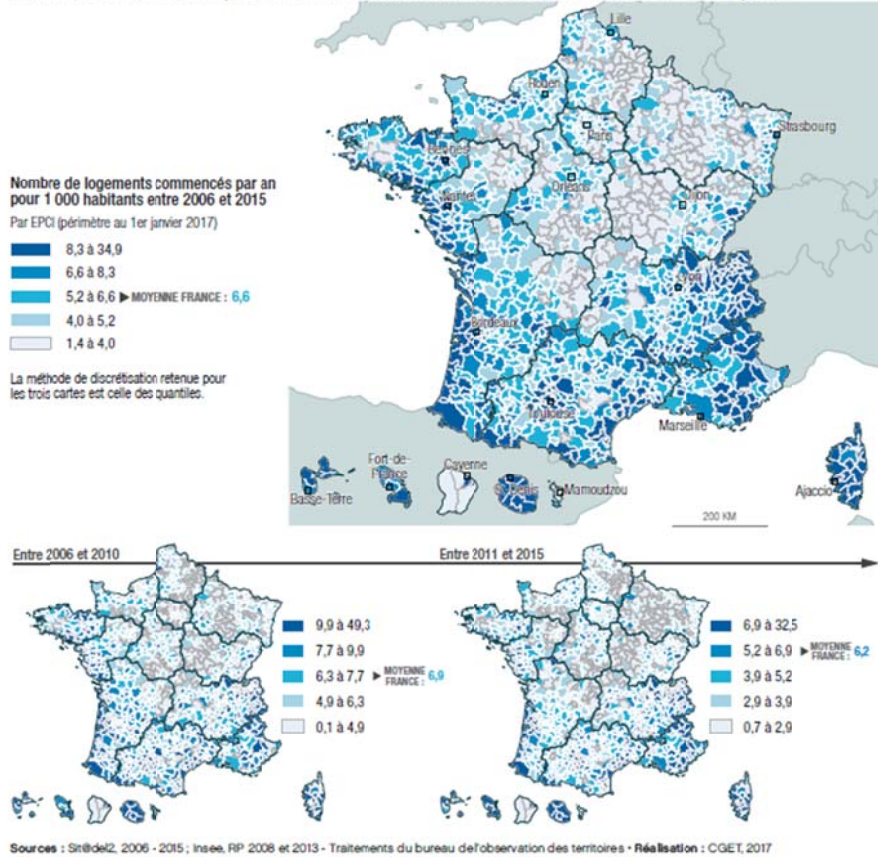 Lille
Rouen
Paris
Strasbourg
Rennes
Orléans
Nantes
Dijon
Nombre de logements commencés par an
pour 1 000 habitants entre 2006 et 2015
Par EPCI (périmètre au 1er janvier 2017)
8,3 à 34,9
6,6 à 8,3
5,2 à 6,6 ▶ MOYENNE FRANCE : 6,6
4,0 à 5,2
1,4 à 4,0
La méthode de discrétisation retenue pour
les trois cartes est celle des quantiles.
Lyon
Bordeaux
Toulouse
Marseille
Fort-de-
France
Cayenne
Basse-Terre
St-Denis
Mamoudzou
Ajaccio
200 KM
Entre 2006 et 2010
Entre 2011 et 2015
9,9 à 49,3
7,7 à 9,9
6,3 à 7,7 ▶ MOYENNE
FRANCE : 6,9
4,9 à 6,3
0,1 à 4,9
6,9 à 32,5
5,2 à 6,9 ▶ MOYENNE
FRANCE : 6,2
3,9 à 5,2
2,9 à 3,9
0,7 à 2,9
Sources : Sit@del2, 2006 - 2015 ; Insee, RP 2008 et 2013 - Traitements du bureau de l'observation des territoires • Réalisation : CGET, 2017